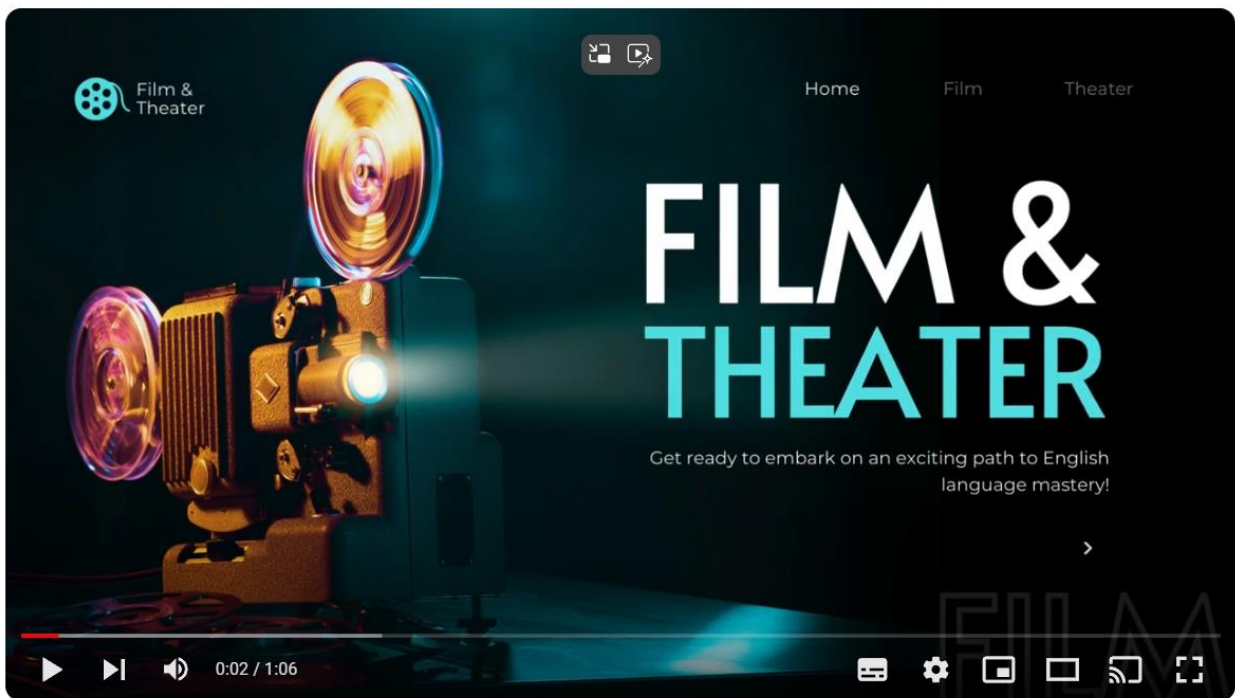 Film &
Theater
Home Film Theater
FILM &
THEATER
Get ready to embark on an exciting path to English
language mastery!
FILM
0:02 / 1:06